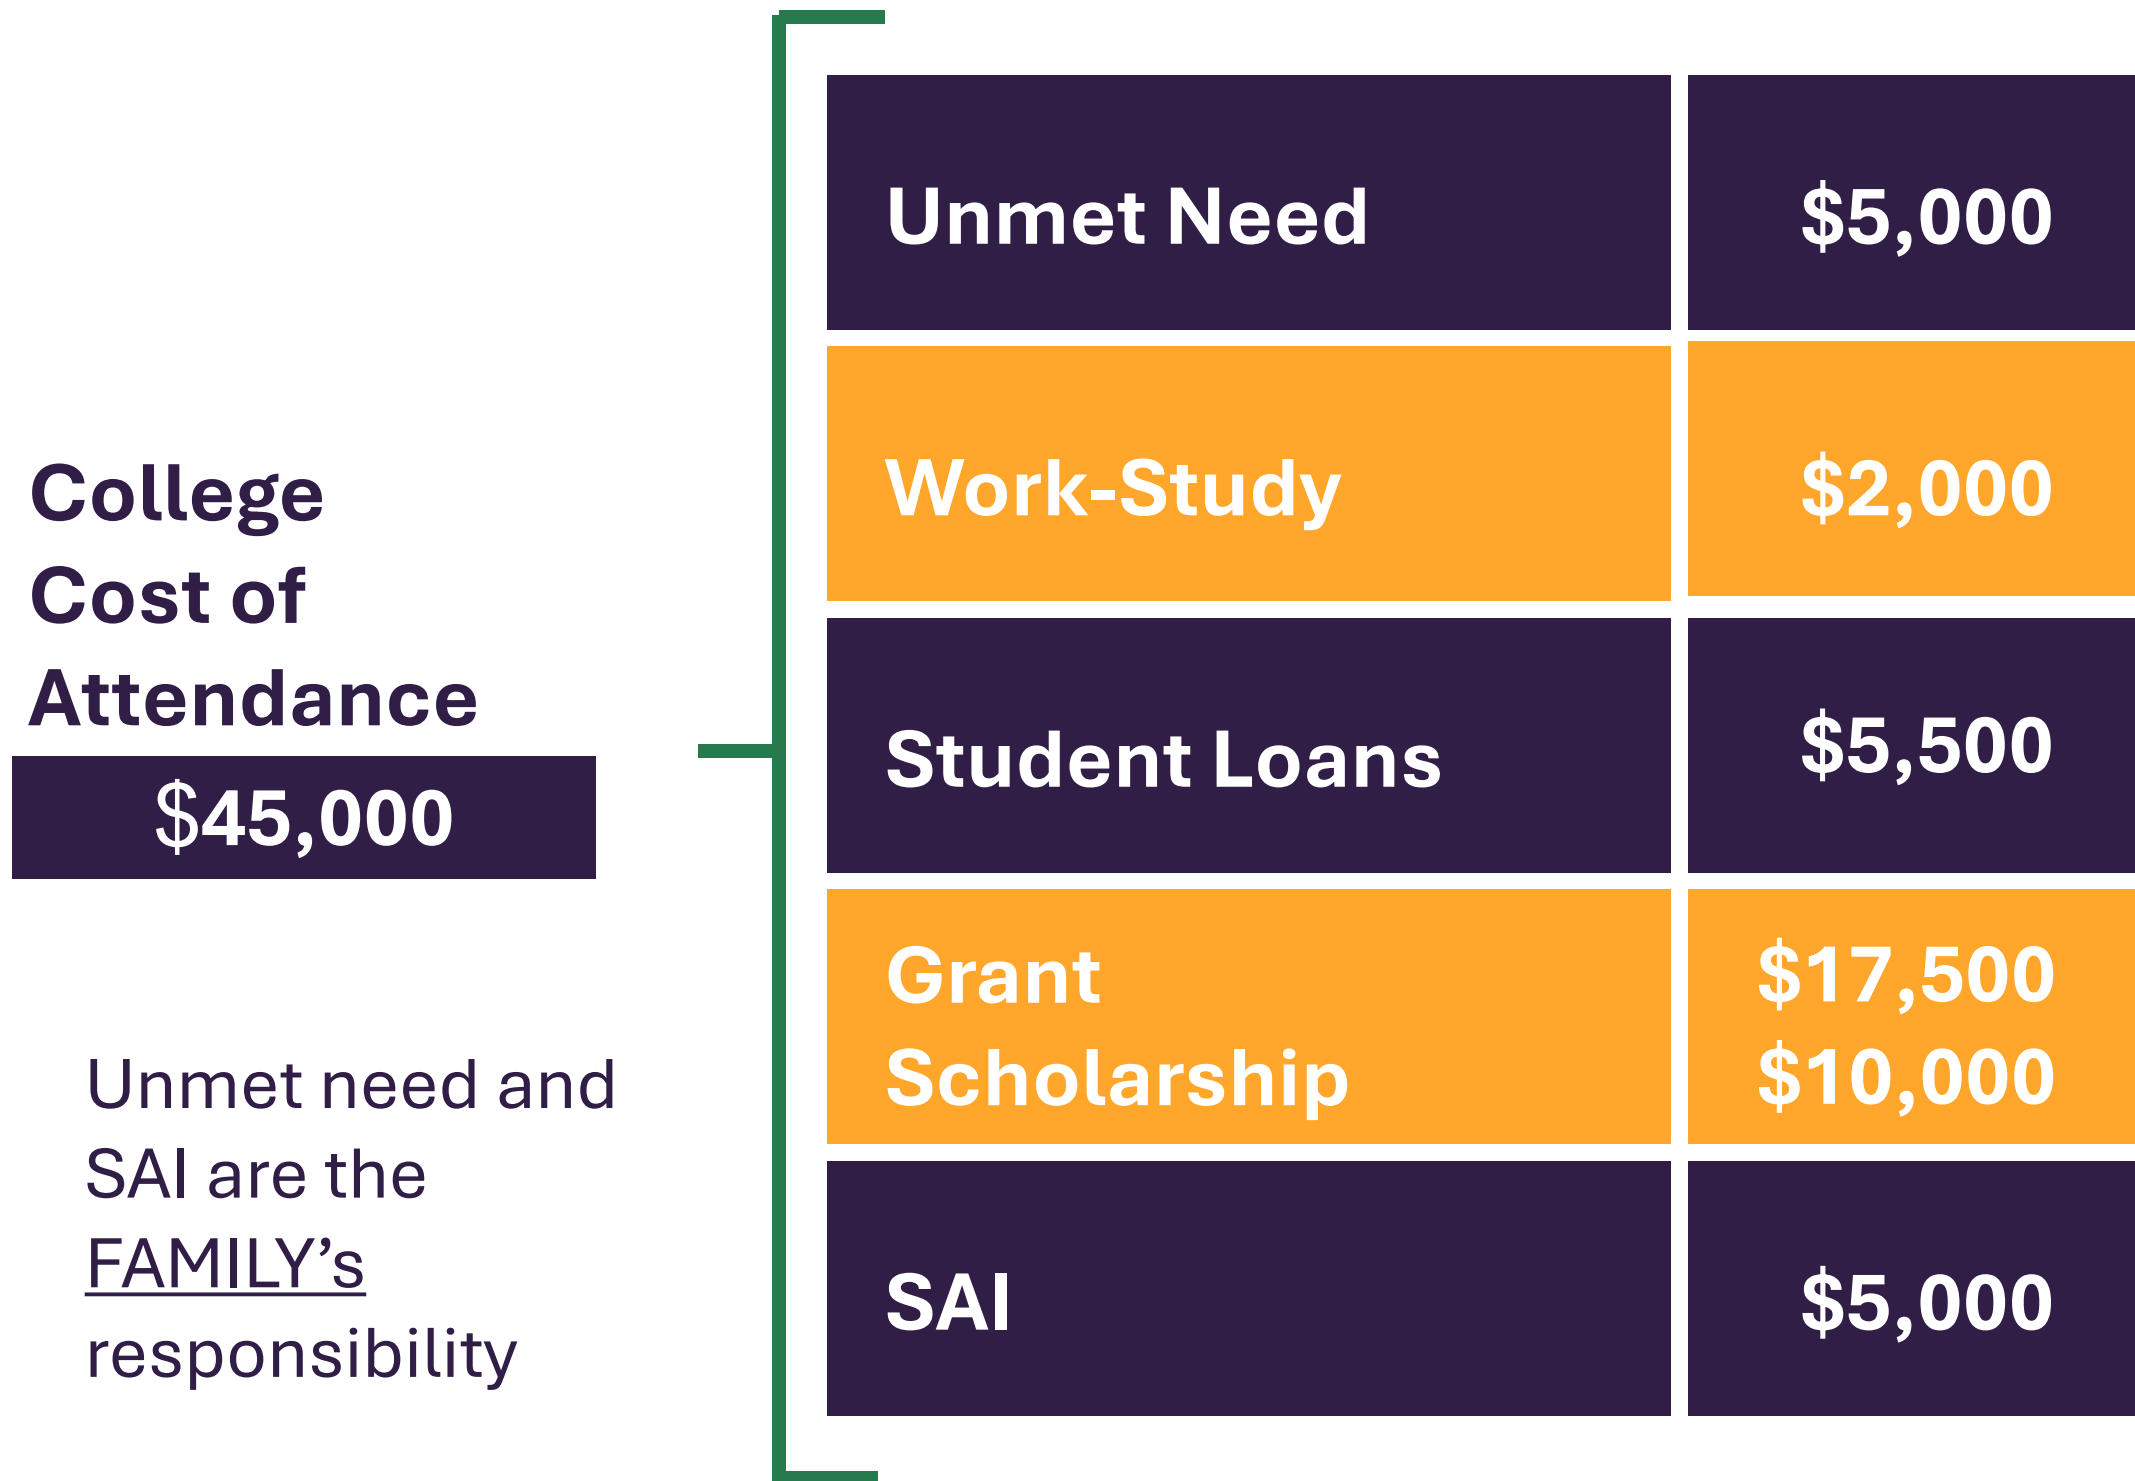 College
Cost of
Attendance
$45,000
Unmet need and
SAI are the
FAMILY’s
responsibility
Unmet Need $5,000
Work-Study $2,000
Student Loans $5,500
Grant $17,500
Scholarship $10,000
SAI $5,000